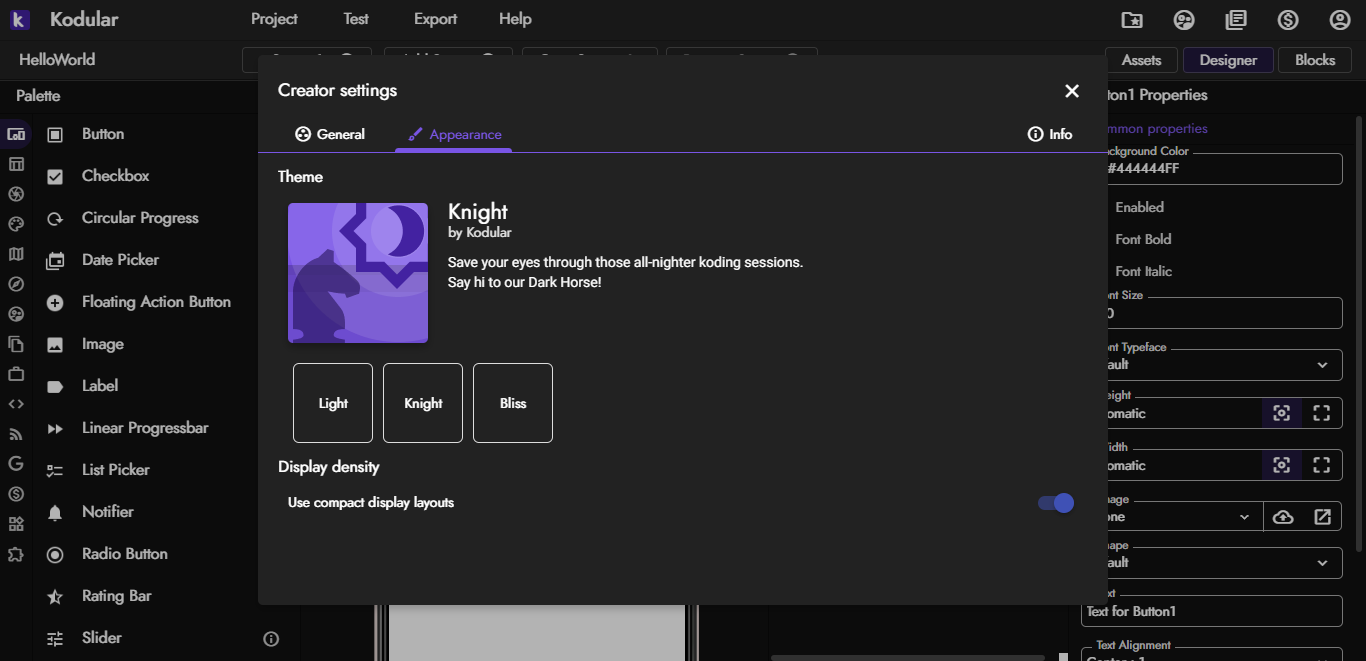 Kodular
Project
Test
Export
Help
HelloWorld
Assets
Designer
Blocks
Palette
Button
Checkbox
Circular Progress
Date Picker
Floating Action Button
Image
Label
Linear Progressbar
List Picker
Notifier
Radio Button
Rating Bar
Slider
Creator settings
General
Appearance
Info
Theme
Knight
by Kodular
Save your eyes through those all-nighter koding sessions.
Say hi to our Dark Horse!
Light
Knight
Bliss
Display density
Use compact display layouts
ton1 Properties
mmon properties
ckground Color
#444444FF
Enabled
Font Bold
Font Italic
nt Size
0
nt Typeface
ault
eight
omatic
idth
omatic
age
one
ape
ault
xt
Text for Button1
Text Alignment